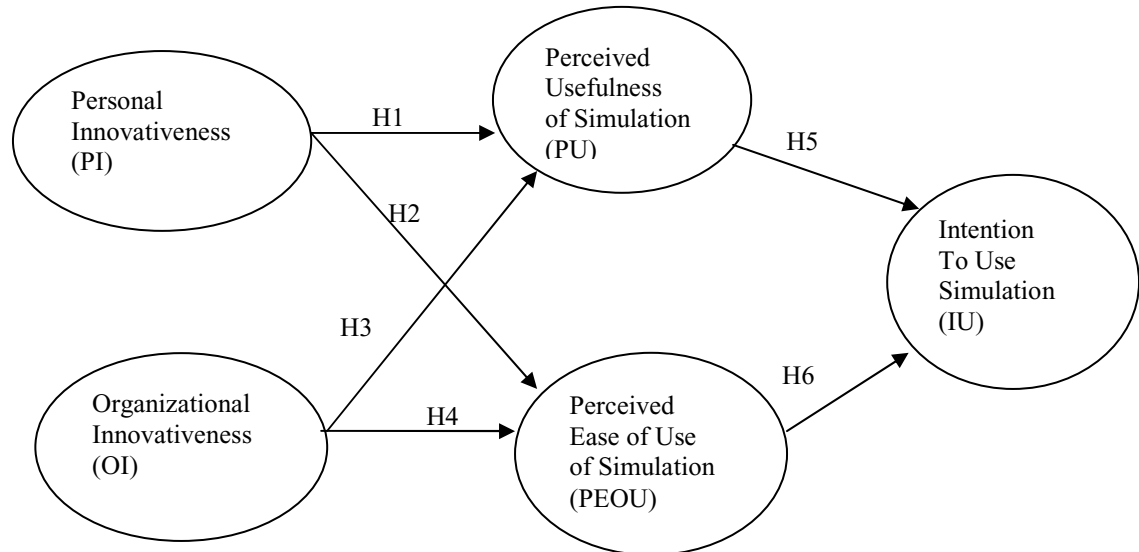 Personal
Innovativeness
(PI)
H1
Perceived
Usefulness
of Simulation
(PU)
H5
H2
Intention
To Use
Simulation
(IU)
H3
Organizational
Innovativeness
(OI)
H4
Perceived
Ease of Use
of Simulation
(PEOU)
H6